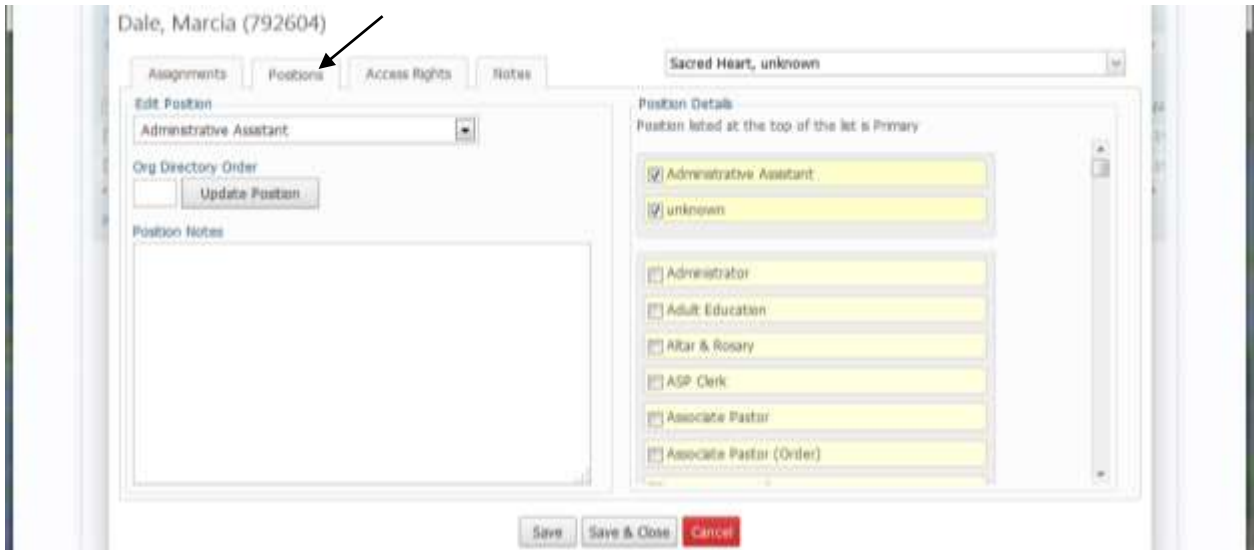 Dale, Marcia (792604)
Assignments Positions Access Rights Notes
Sacred Heart, unknown
Edit Position
Administrative Assistant
Org Directory Order
Update Position
Position Notes
Position Details
Position listed at the top of the list is Primary
Administrative Assistant
unknown
Administrator
Adult Education
Altar & Rosary
ASP Clerk
Associate Pastor
Associate Pastor (Order)
Save Save & Close Cancel